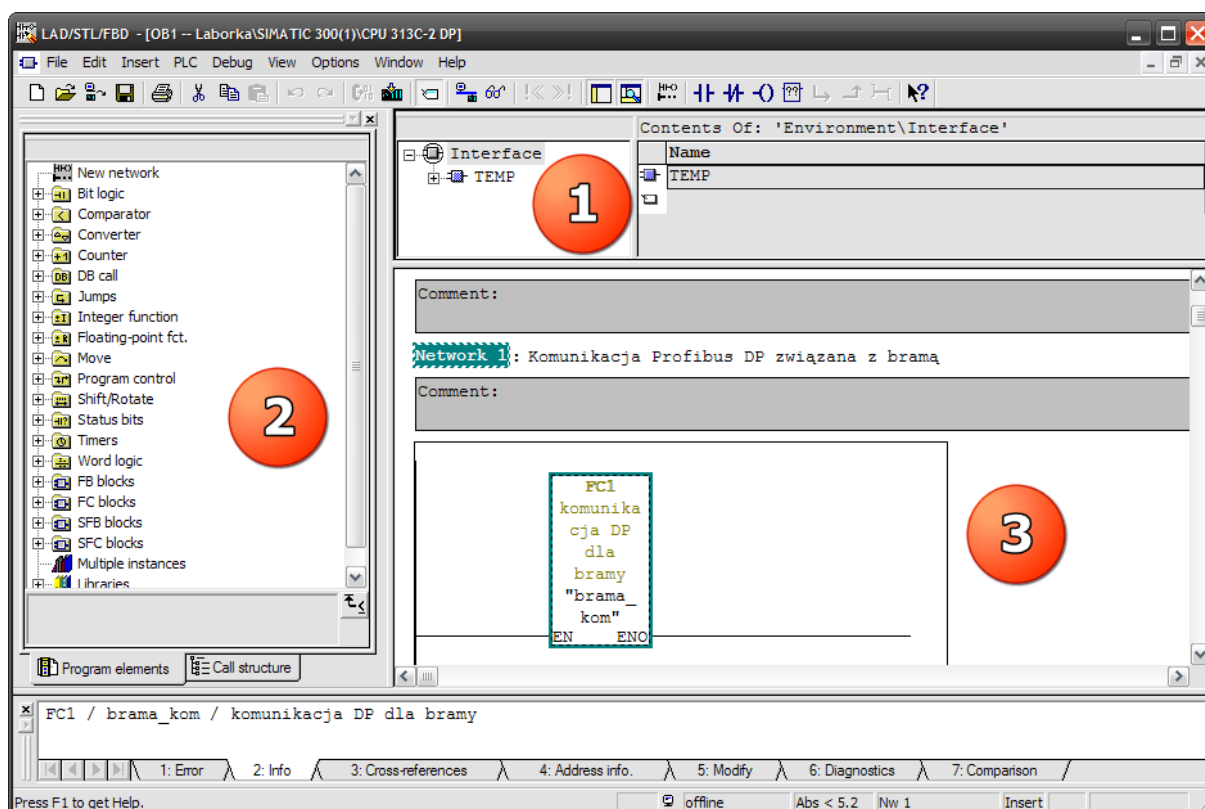 LAD/STL/FBD - [OB1 -- Laborka\SIMATIC 300(1)\CPU 313C-2 DP]
File Edit Insert PLC Debug View Options Window Help
New network
Bit logic
Comparator
Converter
Counter
DB call
Jumps
Integer function
Floating-point fct.
Move
Program control
Shift/Rotate
Status bits
Timers
Word logic
FB blocks
FC blocks
SFB blocks
SFC blocks
Multiple instances
Libraries
2
Program elements Call structure
Interface
TEMP
1
Contents Of: 'Environment\Interface'
Name
TEMP
Comment:
Network 1: Komunikacja Profibus DP związana z bramą
Comment:
FC1
komunika
cja DP
dla
bramy
"brama_
kom"
EN ENO
3
FC1 / brama_kom / komunikacja DP dla bramy
1: Error 2: Info 3: Cross-references 4: Address info. 5: Modify 6: Diagnostics 7: Comparison
Press F1 to get Help. offline Abs < 5.2 Nw 1 Insert